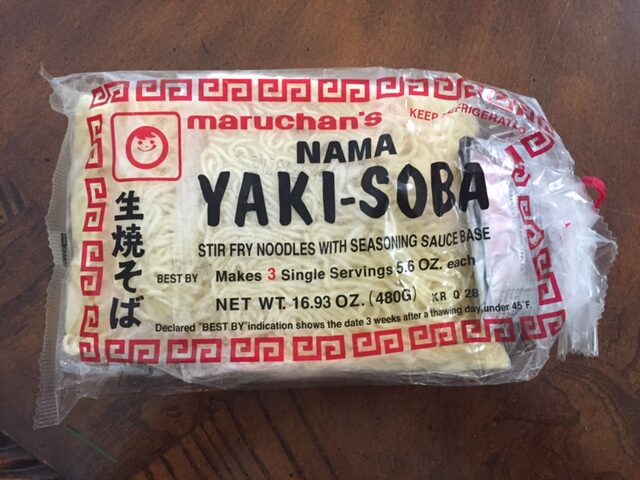 maruchan's
KEEP REFRIGERATED
NAMA
YAKI-SOBA
生焼そば
STIR FRY NOODLES WITH SEASONING SAUCE BASE
BEST BY
Makes 3 Single Servings 5.6 OZ. each
NET WT. 16.93 OZ. (480G)
KR Q 28
Declared "BEST BY" indication shows the date 3 weeks after a thawing day, under 45°F.